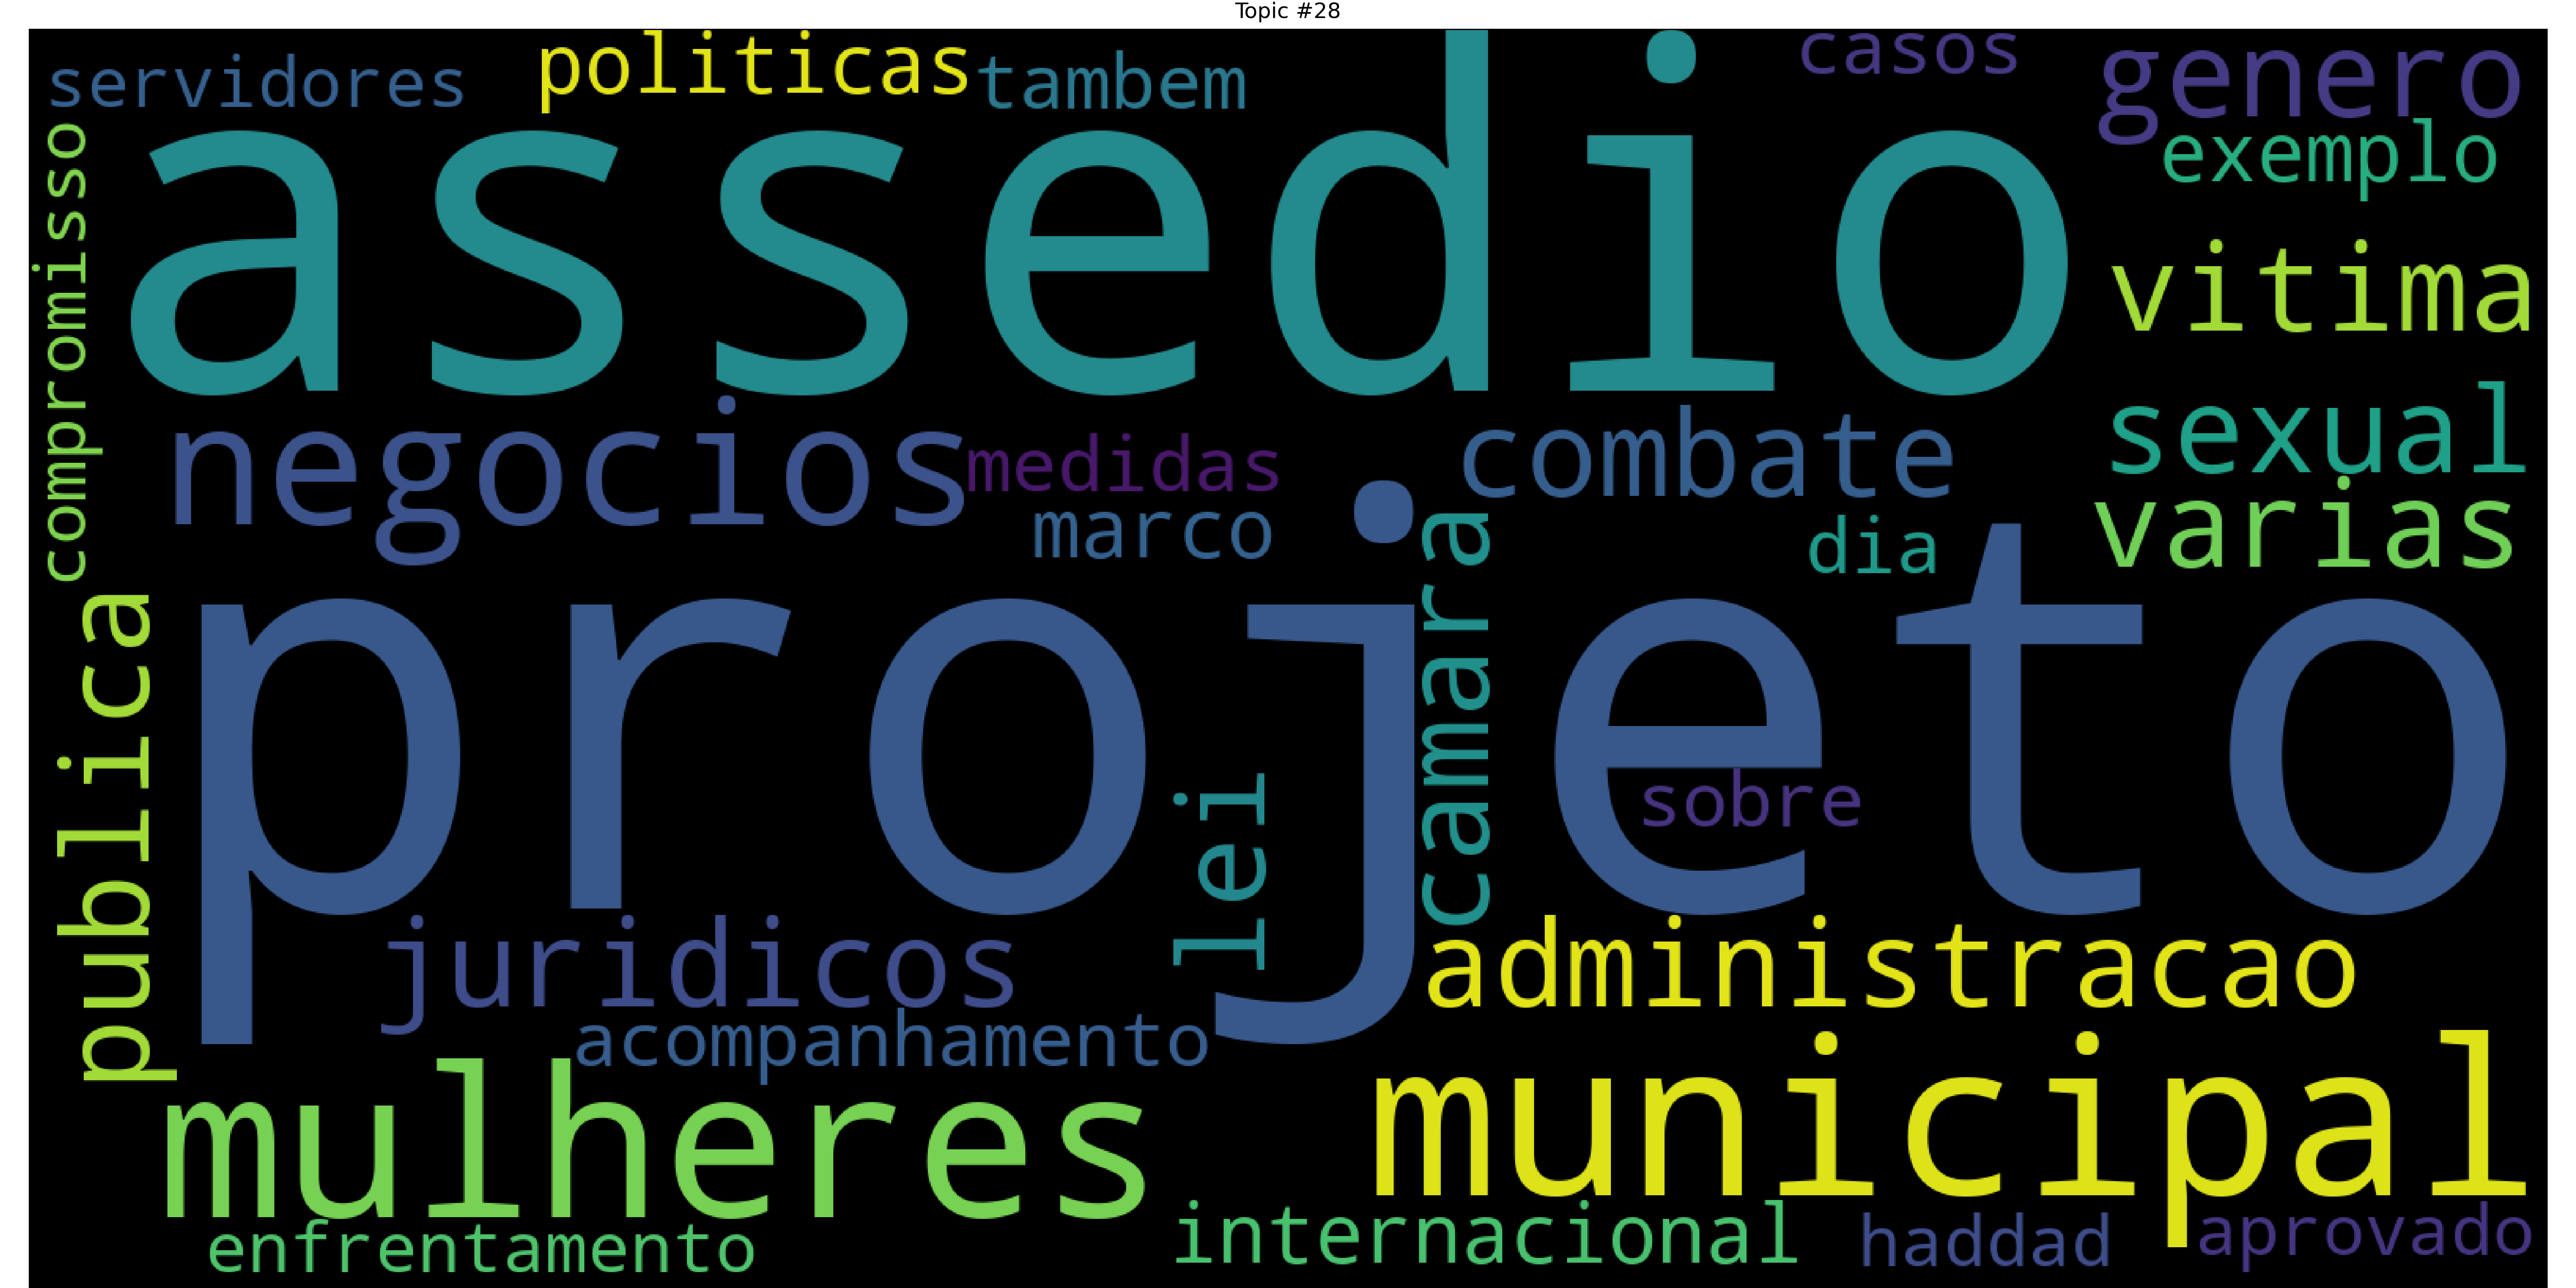 Topic #28
servidores
politicas
tambem
casos
genero
exemplo
compromisso
assedio
vitima
sexual
negocios
medidas
combate
marco
dia
varias
publica
projeto
camara
lei
sobre
juridicos
administracao
acompanhamento
mulheres
municipal
enfrentamento
internacional
haddad
aprovado